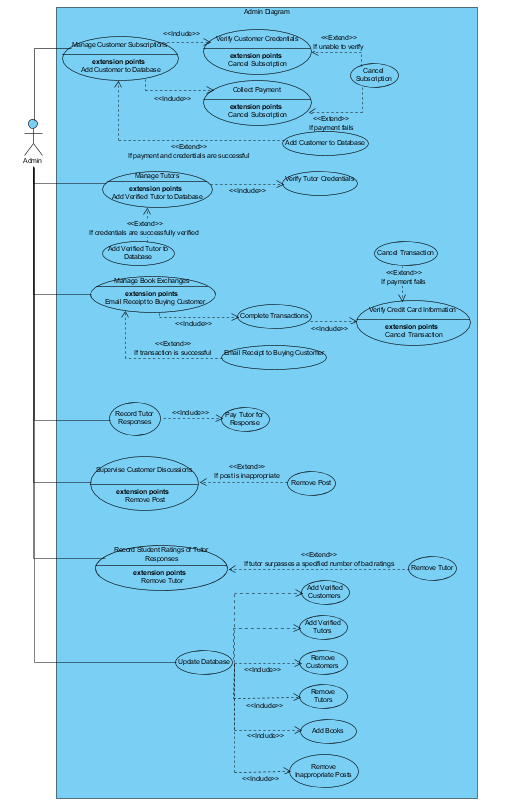 Admin Diagram
<<Include>>
Manage Customer Subscriptions
extension points
Add Customer to Database
Verify Customer Credentials
extension points
Cancel Subscription
<<Extend>>
If unable to verify
Cancel
Subscription
<<Include>>
Collect Payment
extension points
Cancel Subscription
<<Extend>>
If payment fails
<<Extend>>
If payment and credentials are successful
Add Customer to Database
Admin
Manage Tutors
extension points
Add Verified Tutor to Database
<<Include>>
Verify Tutor Credentials
<<Extend>>
If credentials are successfully verified
Add Verified Tutor to
Database
Cancel Transaction
<<Extend>>
If payment fails
Manage Book Exchanges
extension points
Email Receipt to Buying Customer
<<Include>>
Complete Transactions
<<Include>>
Verify Credit Card Information
extension points
Cancel Transaction
<<Extend>>
If transaction is successful
Email Receipt to Buying Customer
Record Tutor
Responses
<<Include>>
Pay Tutor for
Response
Supervise Customer Discussions
extension points
Remove Post
<<Extend>>
If post is inappropriate
Remove Post
Record Student Ratings of Tutor
Responses
extension points
Remove Tutor
<<Extend>>
If tutor surpasses a specified number of bad ratings
Remove Tutor
Add Verified
Customers
<<Include>>
Add Verified
Tutors
<<Include>>
Update Database
Remove
Customers
<<Include>>
Remove
Tutors
<<Include>>
Add Books
<<Include>>
Remove
Inappropriate Posts
<<Include>>